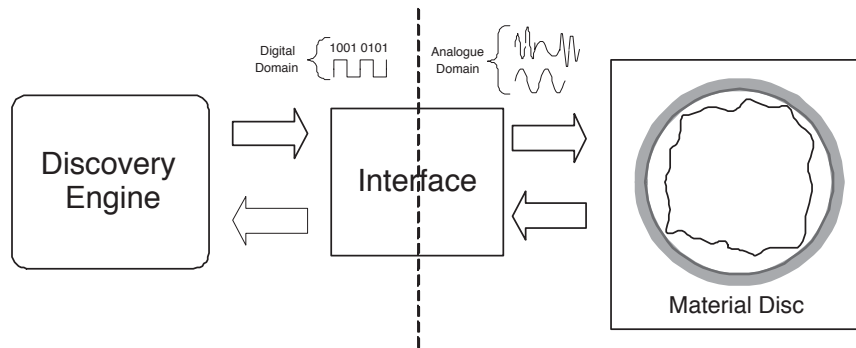 Digital
Domain
1001 0101
Analogue
Domain
Discovery
Engine
Interface
Material Disc